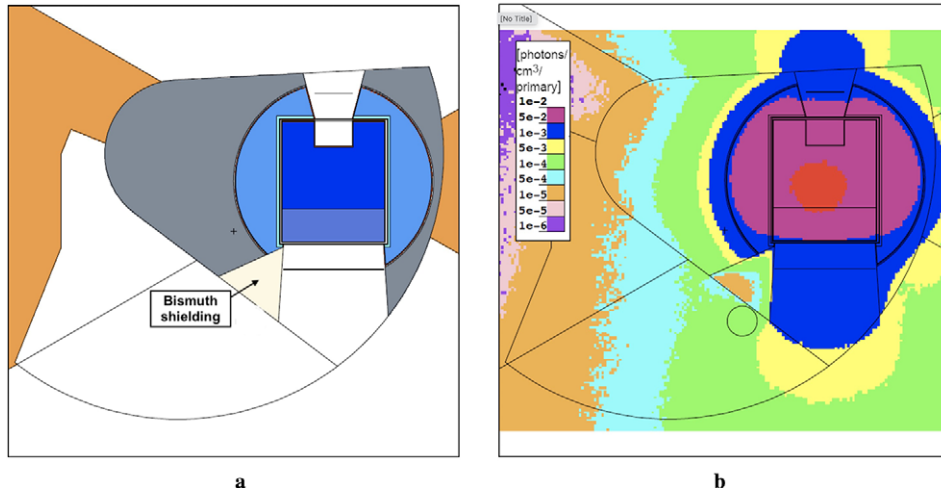 Bismuth
shielding
a
[No Title]
[photons/
cm3/
primary]
1e-2
5e-2
1e-3
5e-3
1e-4
5e-4
1e-5
5e-5
1e-6
b